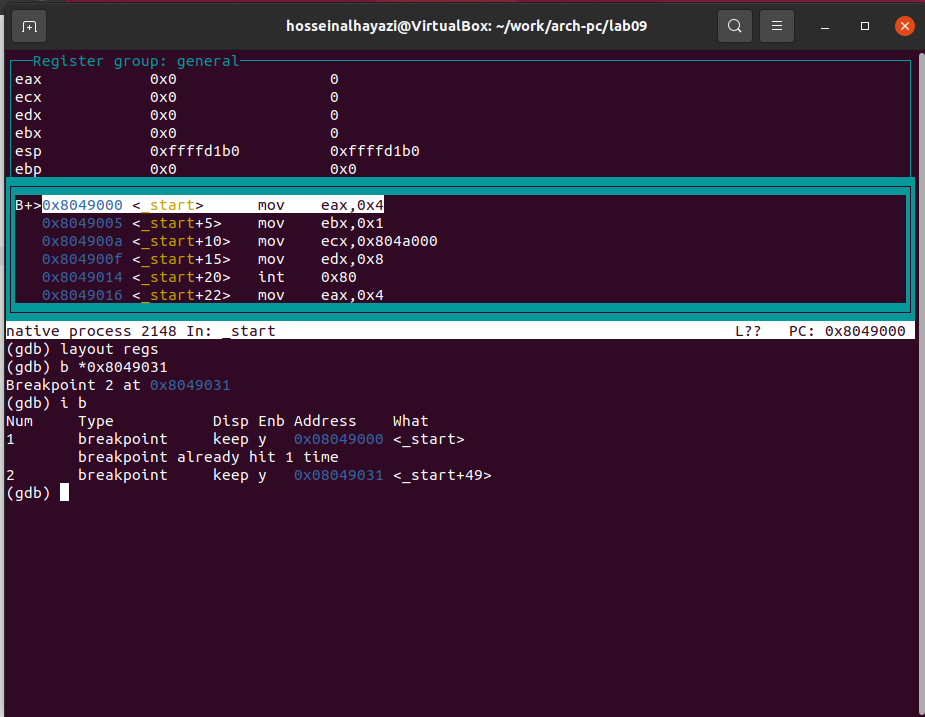 hosseinalhayazi@VirtualBox: ~/work/arch-pc/lab09
Register group: general
eax            0x0                 0
ecx            0x0                 0
edx            0x0                 0
ebx            0x0                 0
esp            0xffffd1b0          0xffffd1b0
ebp            0x0                 0x0
B+>0x8049000 <_start>      mov    eax,0x4
   0x8049005 <_start+5>    mov    ebx,0x1
   0x804900a <_start+10>   mov    ecx,0x804a000
   0x804900f <_start+15>   mov    edx,0x8
   0x8049014 <_start+20>   int    0x80
   0x8049016 <_start+22>   mov    eax,0x4
native process 2148 In: _start                                                   L??   PC: 0x8049000
(gdb) layout regs
(gdb) b *0x8049031
Breakpoint 2 at 0x8049031
(gdb) i b
Num     Type           Disp Enb Address    What
1       breakpoint     keep y   0x08049000 <_start>
        breakpoint already hit 1 time
2       breakpoint     keep y   0x08049031 <_start+49>
(gdb)